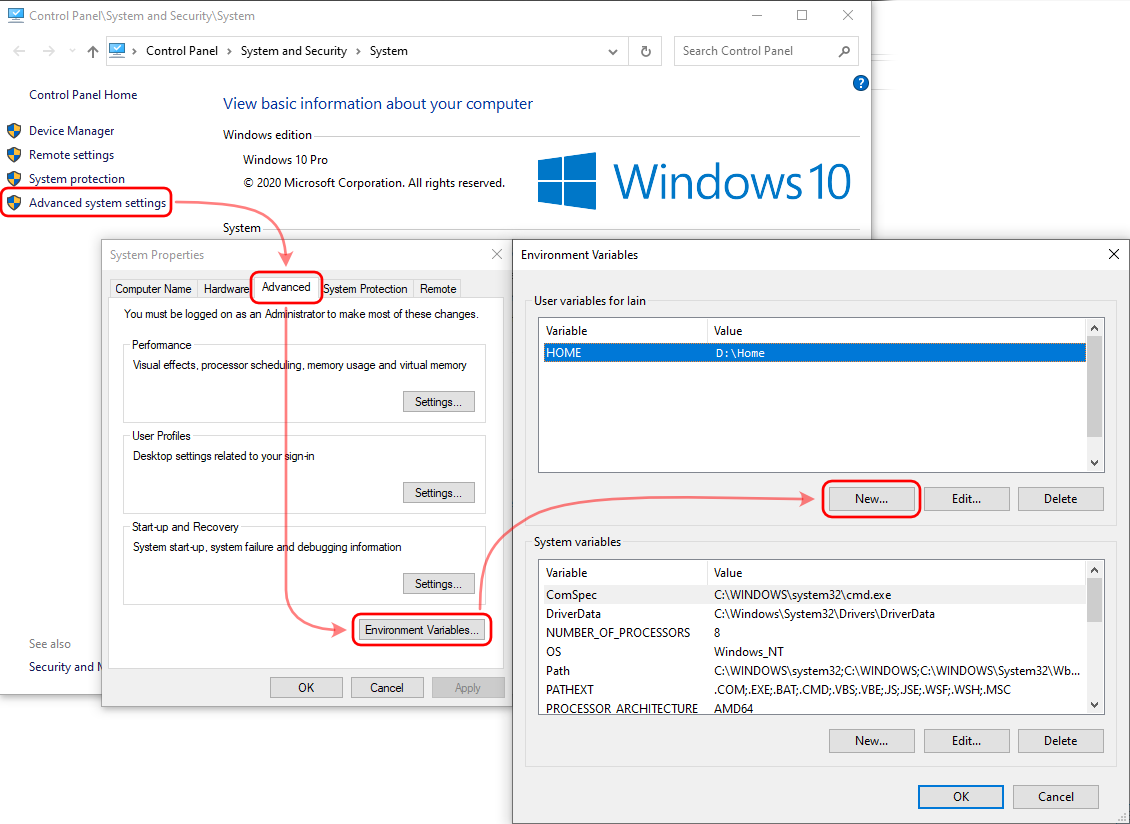 Control Panel\System and Security\System
Control Panel > System and Security > System
Search Control Panel
?
Control Panel Home
Device Manager
Remote settings
System protection
Advanced system settings
View basic information about your computer
Windows edition
Windows 10 Pro
© 2020 Microsoft Corporation. All rights reserved.
Windows 10
System
See also
Security and M
System Properties
Computer Name
Hardware
Advanced
System Protection
Remote
You must be logged on as an Administrator to make most of these changes.
Performance
Visual effects, processor scheduling, memory usage and virtual memory
Settings...
User Profiles
Desktop settings related to your sign-in
Settings...
Start-up and Recovery
System start-up, system failure and debugging information
Settings...
Environment Variables...
OK Cancel Apply
Environment Variables
User variables for lain
Variable Value
HOME D:\Home
New... Edit... Delete
System variables
Variable Value
ComSpec C:\WINDOWS\system32\cmd.exe
DriverData C:\Windows\System32\Drivers\DriverData
NUMBER_OF_PROCESSORS 8
OS Windows_NT
Path C:\WINDOWS\system32;C:\WINDOWS;C:\WINDOWS\System32\Wb...
PATHEXT .COM;.EXE;.BAT;.CMD;.VBS;.VBE;.JS;.JSE;.WSF;.WSH;.MSC
PROCESSOR_ARCHITECTURE AMD64
New... Edit... Delete
OK Cancel